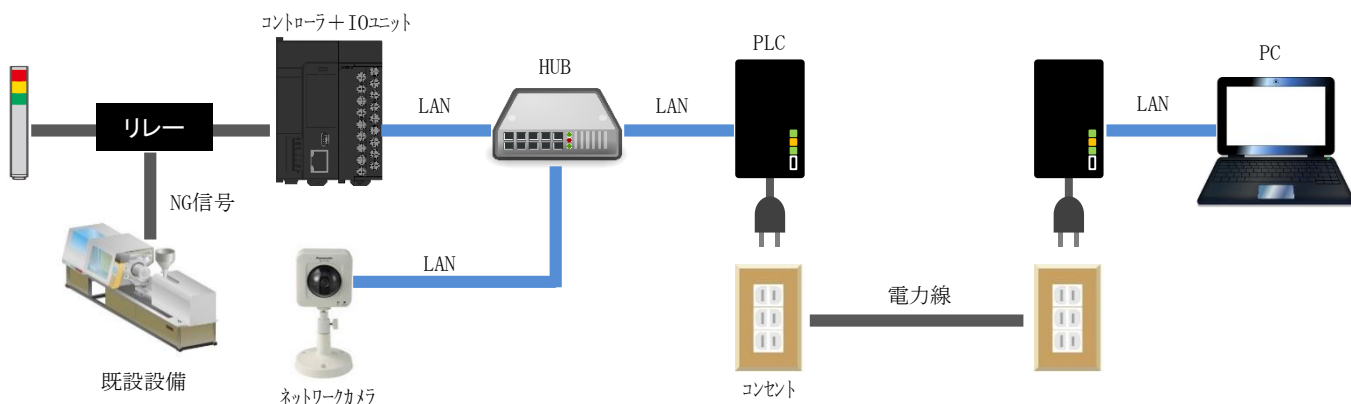 コントローラ＋IOユニット
PLC
HUB
PC
LAN
LAN
LAN
リレー
NG信号
LAN
電力線
既設設備
ネットワークカメラ
コンセント